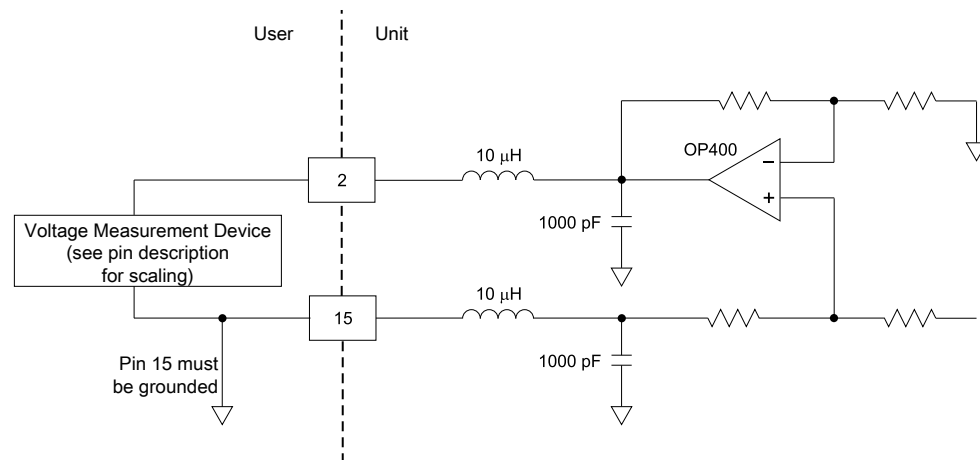 User
Unit
OP400
10 μH
2
−
+
1000 pF
Voltage Measurement Device
(see pin description
for scaling)
10 μH
15
1000 pF
Pin 15 must
be grounded